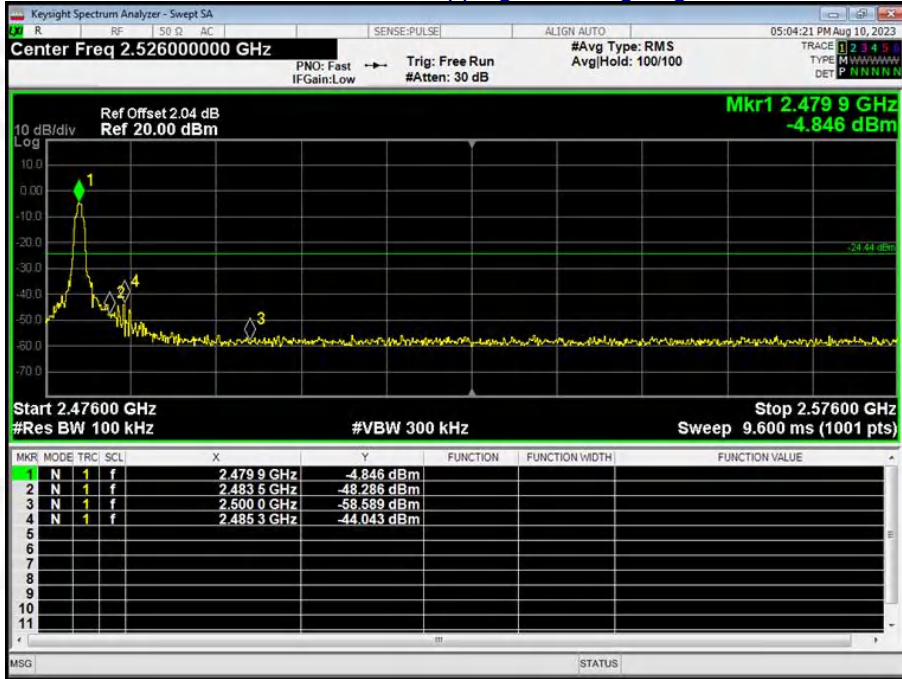 Keysight Spectrum Analyzer - Swept SA
LXI R RF 50 Ω AC SENSE:PULSE ALIGN AUTO 05:04:21 PM Aug 10, 2023
Center Freq 2.526000000 GHz #Avg Type: RMS TRACE 1 2 3 4 5 6
PNO: Fast Trig: Free Run Avg|Hold: 100/100 TYPE M W W W W W
IFGain:Low #Atten: 30 dB DET P N N N N N
Mkr1 2.479 9 GHz
Ref Offset 2.04 dB
10 dB/div Ref 20.00 dBm -4.846 dBm
Log
10.0
1
0.00
-10.0
-20.0
-24.44 dBm
-30.0
4
-40.0
2
-50.0
3
-60.0
-70.0
Start 2.47600 GHz Stop 2.57600 GHz
#Res BW 100 kHz #VBW 300 kHz Sweep 9.600 ms (1001 pts)
MKR MODE TRC SCL X Y FUNCTION FUNCTION WIDTH FUNCTION VALUE
1 N 1 f 2.479 9 GHz -4.846 dBm
2 N 1 f 2.483 5 GHz -48.286 dBm
3 N 1 f 2.500 0 GHz -58.589 dBm
4 N 1 f 2.485 3 GHz -44.043 dBm
5
6
7
8
9
10
11
MSG STATUS